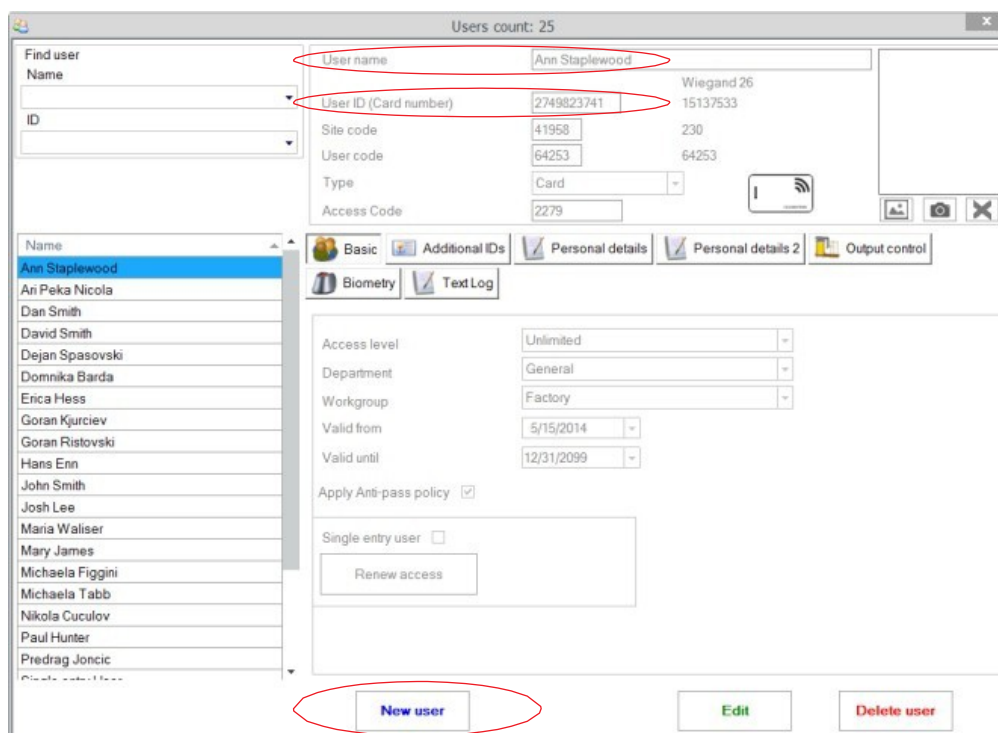 Users count: 25
x
Find user
Name
ID
User name Ann Staplewood
Wiegand 26
User ID (Card number) 2749823741 15137533
Site code 41958 230
User code 64253 64253
Type Card
Access Code 2279
Name
Ann Staplewood
Ari Peka Nicola
Dan Smith
David Smith
Dejan Spasovski
Domnika Barda
Erica Hess
Goran Kjurciev
Goran Ristovski
Hans Enn
John Smith
Josh Lee
Maria Waliser
Mary James
Michaela Figgini
Michaela Tabb
Nikola Cuculov
Paul Hunter
Predrag Joncic
Single entry User
Basic Additional IDs Personal details Personal details 2 Output control
Biometry Text Log
Access level Unlimited
Department General
Workgroup Factory
Valid from 5/15/2014
Valid until 12/31/2099
Apply Anti-pass policy
Single entry user
Renew access
New user Edit Delete user